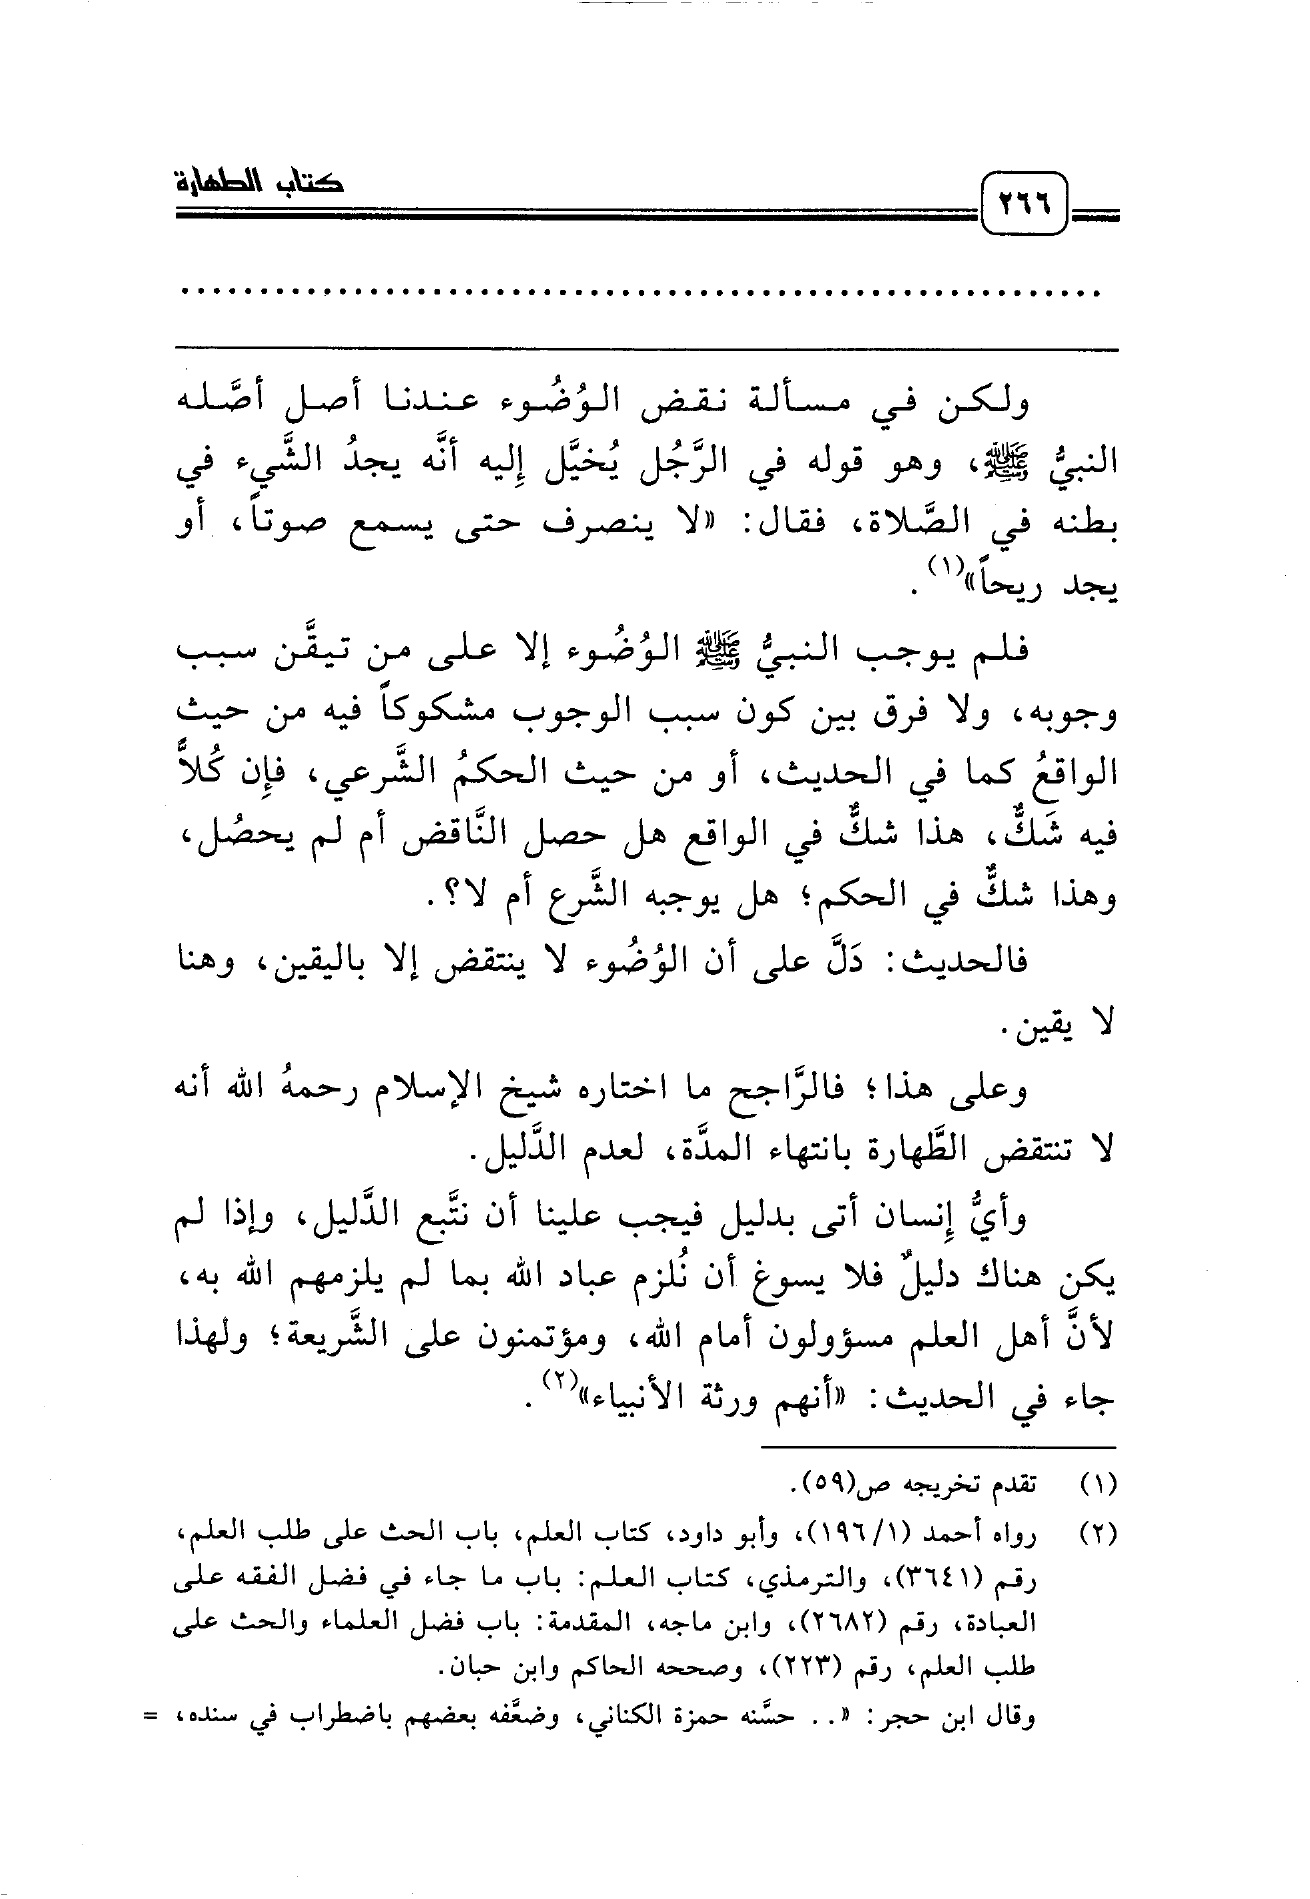 كتاب الطهارة
٢٦٦
ولكن في مسألة نقض الوُضُوء عندنا أصل أصَّله
النبيُّ ﷺ، وهو قوله في الرَّجُل يُخيَّل إليه أنَّه يجدُ الشَّيء في
بطنه في الصَّلاة، فقال: «لا ينصرف حتى يسمع صوتاً، أو
يجد ريحاً»(١).
فلم يوجب النبيُّ ﷺ الوُضُوء إلا على من تيقَّن سبب
وجوبه، ولا فرق بين كون سبب الوجوب مشكوكاً فيه من حيث
الواقعُ كما في الحديث، أو من حيث الحكمُ الشَّرعي، فإِن كُلاًّ
فيه شَكٌّ، هذا شكٌّ في الواقع هل حصل النَّاقض أم لم يحصُل،
وهذا شكٌّ في الحكم؛ هل يوجبه الشَّرع أم لا؟.
فالحديث: دَلَّ على أن الوُضُوء لا ينتقض إلا باليقين، وهنا
لا يقين.
وعلى هذا؛ فالرَّاجح ما اختاره شيخ الإسلام رحمهُ الله أنه
لا تنتقض الطَّهارة بانتهاء المدَّة، لعدم الدَّليل.
وأيُّ إِنسان أتى بدليل فيجب علينا أن نتَّبع الدَّليل، وإذا لم
يكن هناك دليلٌ فلا يسوغ أن نُلزم عباد الله بما لم يلزمهم الله به،
لأنَّ أهل العلم مسؤولون أمام الله، ومؤتمنون على الشَّريعة؛ ولهذا
جاء في الحديث: «أنهم ورثة الأنبياء»(٢).
(١) تقدم تخريجه ص(٥٩).
(٢) رواه أحمد (١/ ١٩٦)، وأبو داود، كتاب العلم، باب الحث على طلب العلم،
رقم (٣٦٤١)، والترمذي، كتاب العلم: باب ما جاء في فضل الفقه على
العبادة، رقم (٢٦٨٢)، وابن ماجه، المقدمة: باب فضل العلماء والحث على
طلب العلم، رقم (٢٢٣)، وصححه الحاكم وابن حبان.
وقال ابن حجر: «.. حسَّنه حمزة الكناني، وضعَّفه بعضهم باضطراب في سنده، =